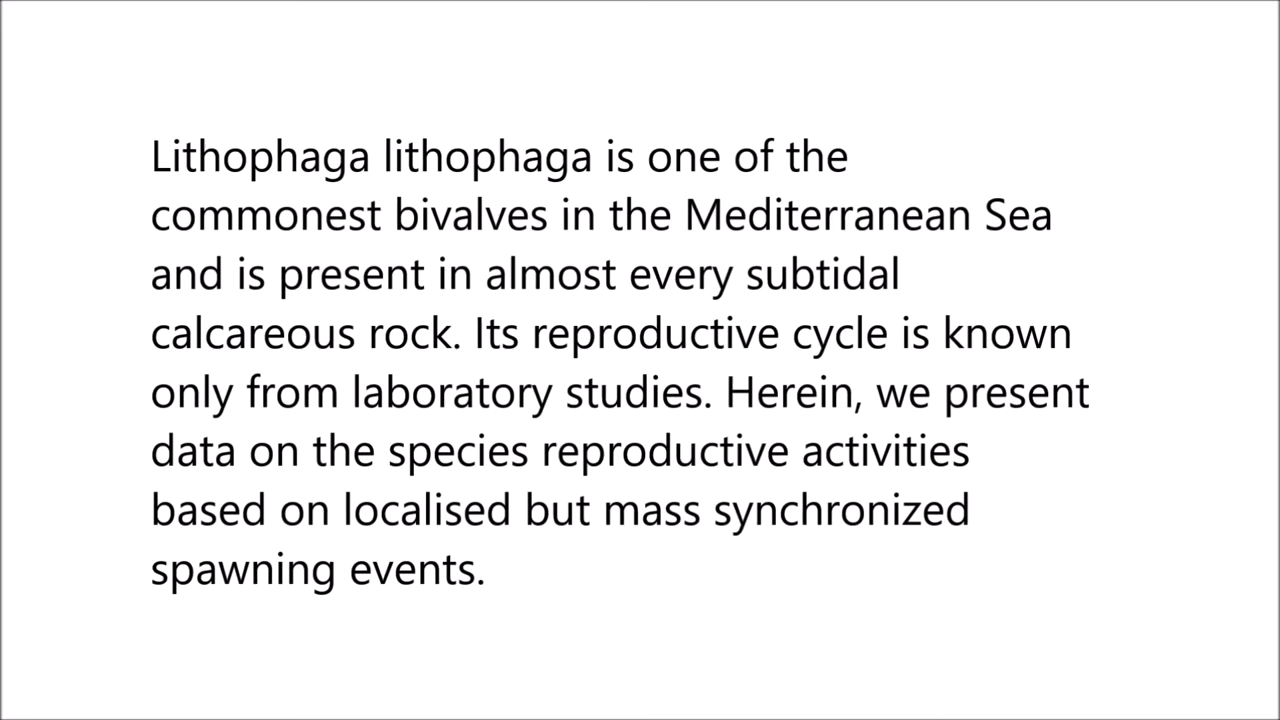 Lithophaga lithophaga is one of the
commonest bivalves in the Mediterranean Sea
and is present in almost every subtidal
calcareous rock. Its reproductive cycle is known
only from laboratory studies. Herein, we present
data on the species reproductive activities
based on localised but mass synchronized
spawning events.